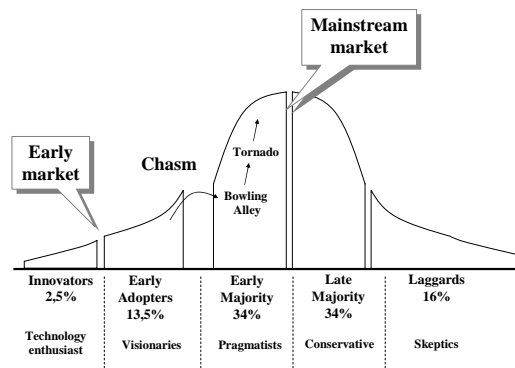 Mainstream
market
Early
market
Chasm
Tornado
Bowling
Alley
Innovators
2,5%
Early
Adopters
13,5%
Early
Majority
34%
Late
Majority
34%
Laggards
16%
Technology
enthusiast
Visionaries
Pragmatists
Conservative
Skeptics